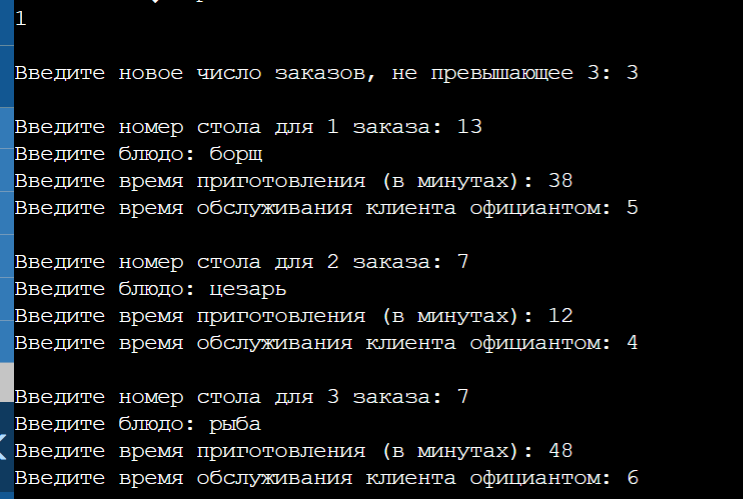 1
Введите новое число заказов, не превышающее 3: 3
Введите номер стола для 1 заказа: 13
Введите блюдо: борщ
Введите время приготовления (в минутах): 38
Введите время обслуживания клиента официантом: 5
Введите номер стола для 2 заказа: 7
Введите блюдо: цезарь
Введите время приготовления (в минутах): 12
Введите время обслуживания клиента официантом: 4
Введите номер стола для 3 заказа: 7
Введите блюдо: рыба
Введите время приготовления (в минутах): 48
Введите время обслуживания клиента официантом: 6